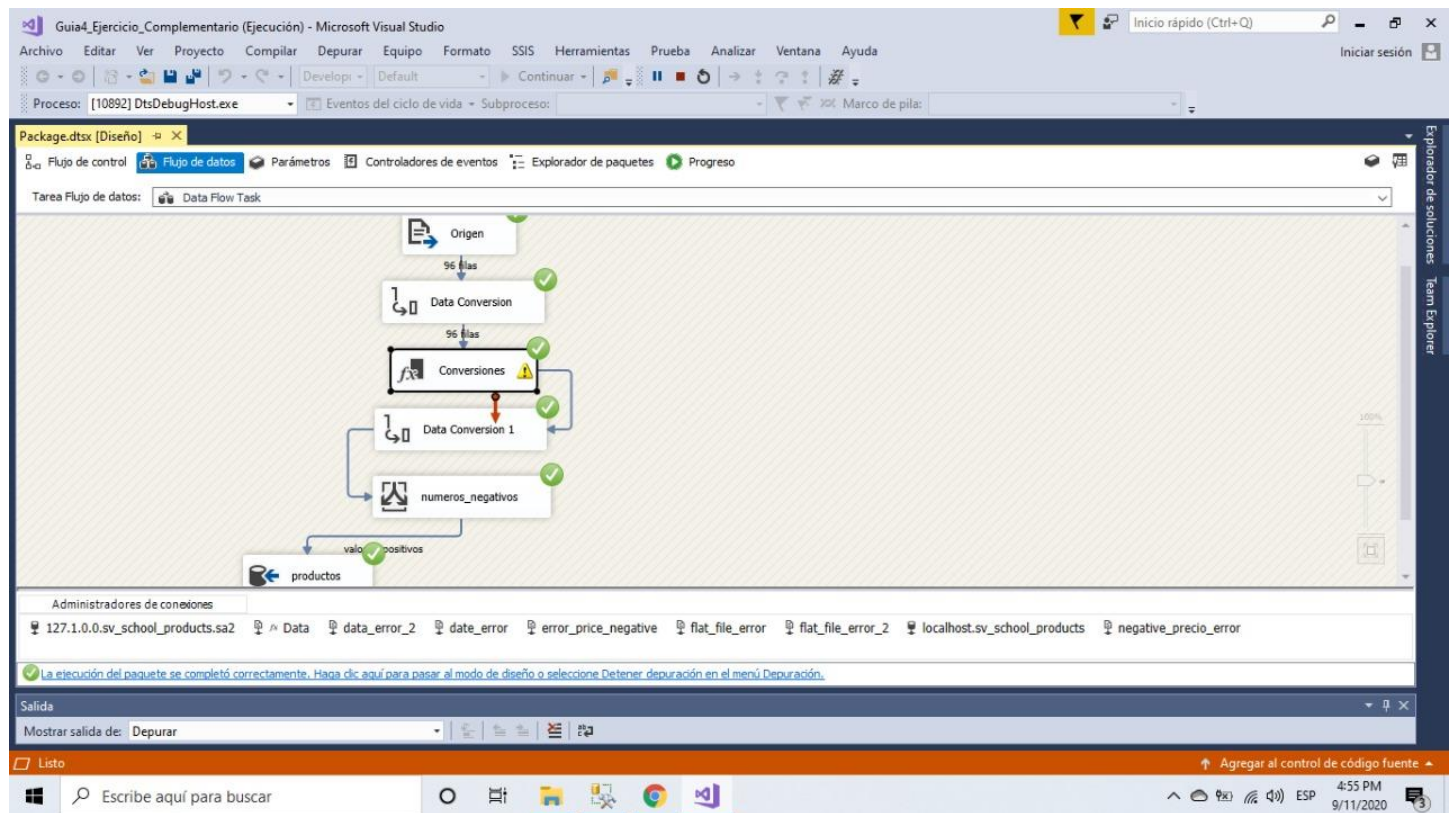 Guia4_Ejercicio_Complementario (Ejecución) - Microsoft Visual Studio
Inicio rápido (Ctrl+Q)
Archivo Editar Ver Proyecto Compilar Depurar Equipo Formato SSIS Herramientas Prueba Analizar Ventana Ayuda
Iniciar sesión
Developi Default Continuar
Proceso: [10892] DtsDebugHost.exe Eventos del ciclo de vida Subproceso: Marco de pila:
Package.dtsx [Diseño]
Flujo de control Flujo de datos Parámetros Controladores de eventos Explorador de paquetes Progreso
Tarea Flujo de datos: Data Flow Task
Explorador de soluciones
Team Explorer
Origen
96 filas
Data Conversion
96 filas
Conversiones
Data Conversion 1
100%
numeros_negativos
productos
Administradores de conexiones
127.1.0.0.sv_school_products.sa2 Data data_error_2 date_error error_price_negative flat_file_error flat_file_error_2 localhost.sv_school_products negative_precio_error
La ejecución del paquete se completó correctamente. Haga clic aquí para pasar al modo de diseño o seleccione Detener depuración en el menú Depuración.
Salida
Mostrar salida de: Depurar
Listo
Agregar al control de código fuente
Escribe aquí para buscar
ESP
4:55 PM
9/11/2020
3